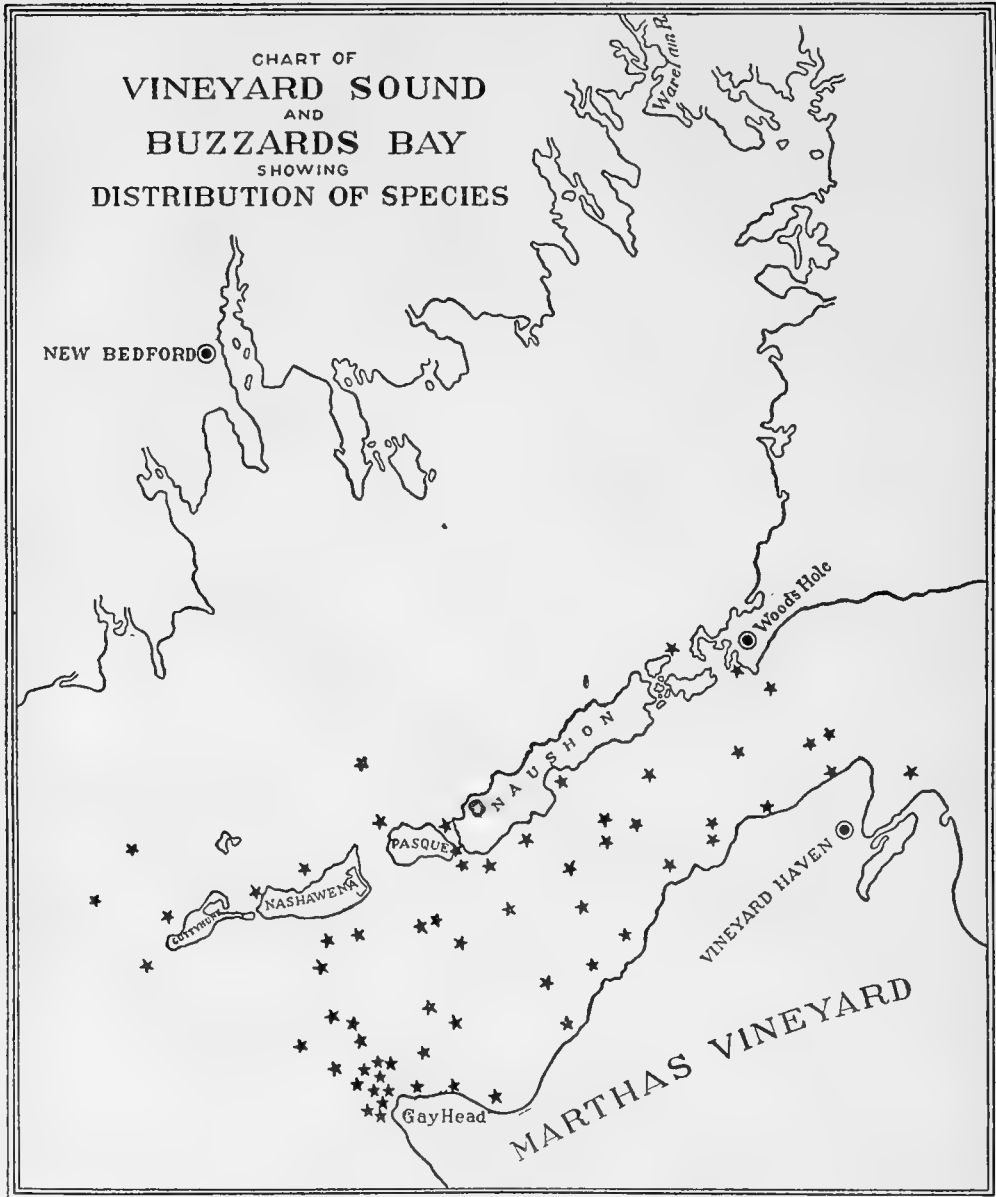 CHART OF
VINEYARD SOUND
AND
BUZZARDS BAY
SHOWING
DISTRIBUTION OF SPECIES
Wareham R.
NEW BEDFORD
Woods Hole
NAUSHON
PASQUE
NASHAWENA
CUTTYHUNK
VINEYARD HAVEN
MARTHAS VINEYARD
Gay Head